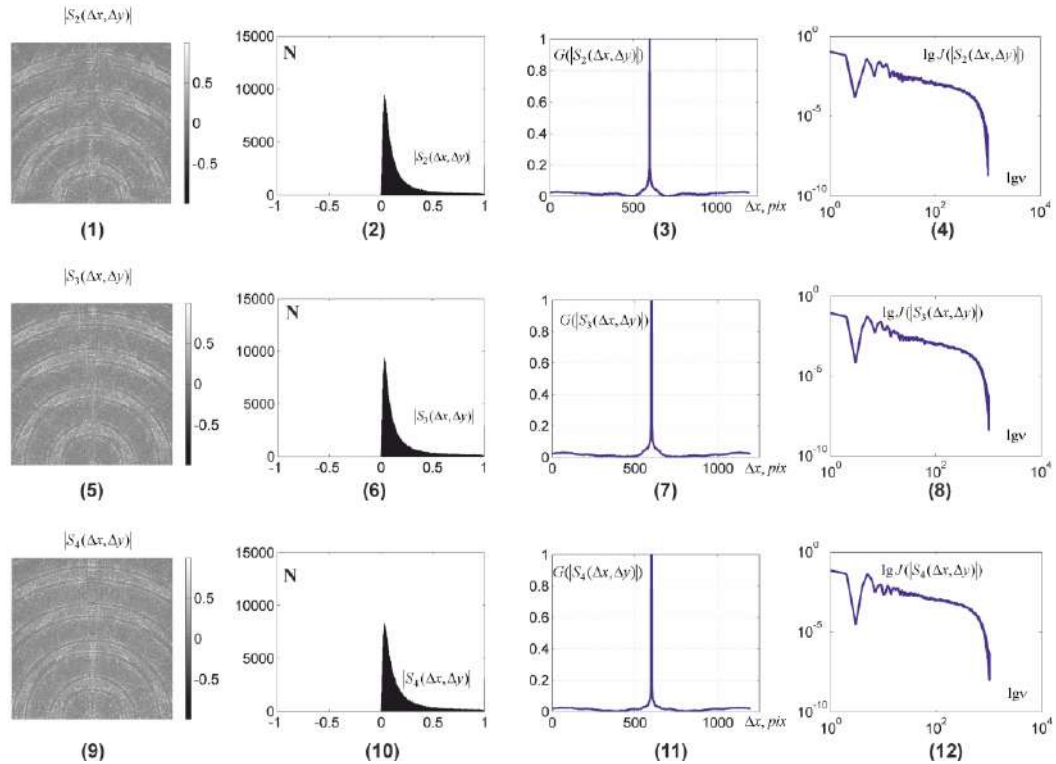 |S₂(Δx,Δy)|
0.5
0
-0.5
(1)
N
15000
10000
5000
0
-1 -0.5 0 0.5 1
|S₂(Δx,Δy)|
(2)
1
0.8
0.6
0.4
0.2
0
0 500 1000 Δx, pix
G(|S₂(Δx,Δy)|)
(3)
10⁰
10⁻⁵
10⁻¹⁰
10⁰ 10² 10⁴
lg J(|S₂(Δx,Δy)|)
lgν
(4)
|S₃(Δx,Δy)|
0.5
0
-0.5
(5)
N
15000
10000
5000
0
-1 -0.5 0 0.5 1
|S₃(Δx,Δy)|
(6)
1
0.8
0.6
0.4
0.2
0
0 500 1000 Δx, pix
G(|S₃(Δx,Δy)|)
(7)
10⁰
10⁻⁵
10⁻¹⁰
10⁰ 10² 10⁴
lg J(|S₃(Δx,Δy)|)
lgν
(8)
|S₄(Δx,Δy)|
0.5
0
-0.5
(9)
N
15000
10000
5000
0
-1 -0.5 0 0.5 1
|S₄(Δx,Δy)|
(10)
1
0.8
0.6
0.4
0.2
0
0 500 1000 Δx, pix
G(|S₄(Δx,Δy)|)
(11)
10⁰
10⁻⁵
10⁻¹⁰
10⁰ 10² 10⁴
lg J(|S₄(Δx,Δy)|)
lgν
(12)